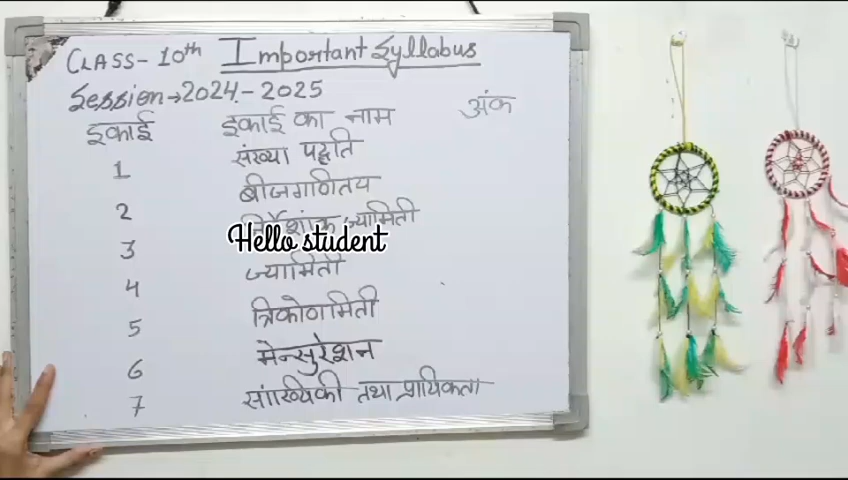 CLASS- 10th Important Syllabus
Session→2024-2025
इकाई इकाई का नाम अंक
1 संख्या पद्धति
2 बीजगणितय
3 निर्देशांक ज्यामिती
Hello student
4 ज्यामिती
5 त्रिकोणमिती
6 मेन्सुरेशन
7 सांख्यिकी तथा प्रायिकता